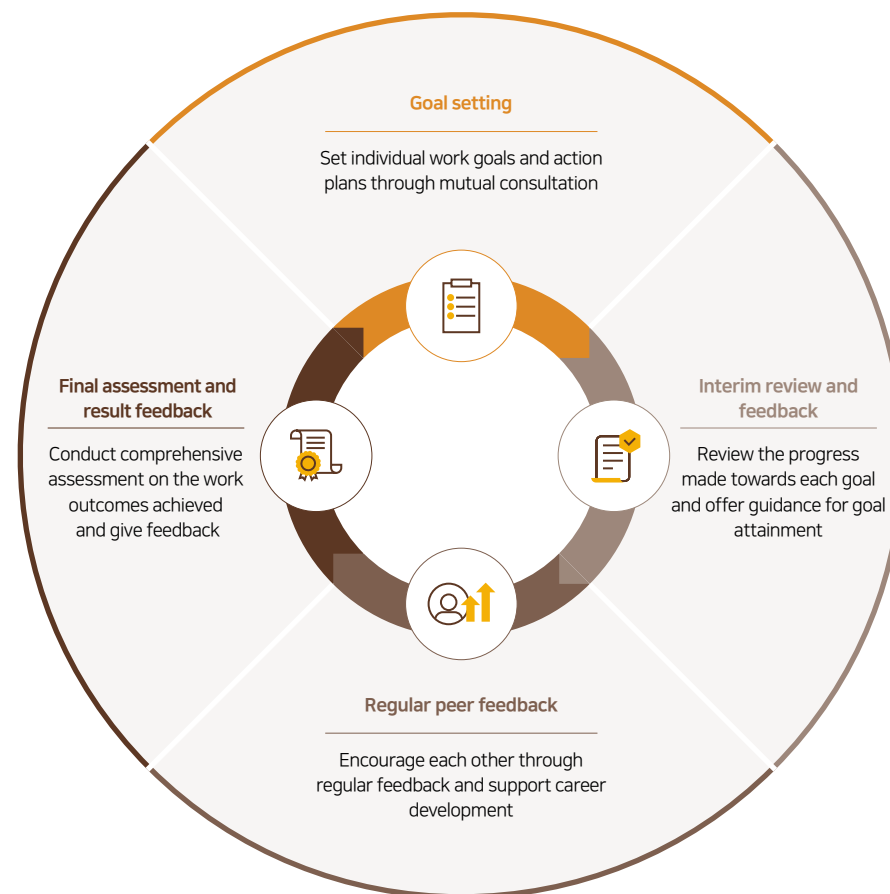 Goal setting
Set individual work goals and action
plans through mutual consultation
Interim review and
feedback
Review the progress
made towards each goal
and offer guidance for goal
attainment
Regular peer feedback
Encourage each other through
regular feedback and support career
development
Final assessment and
result feedback
Conduct comprehensive
assessment on the work
outcomes achieved
and give feedback